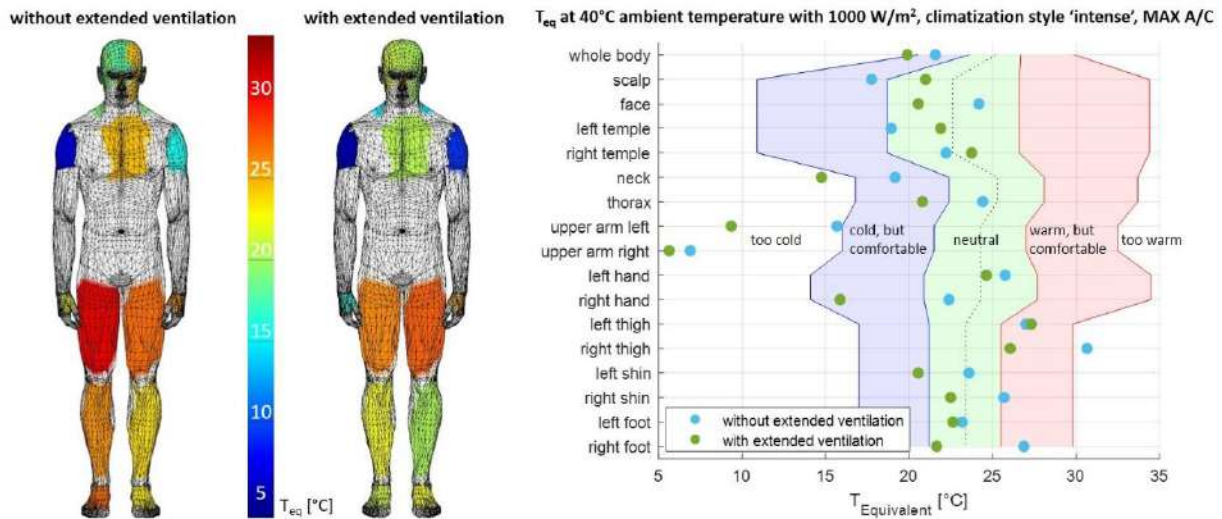 without extended ventilation
with extended ventilation
30
25
20
15
10
5
T_eq [°C]
T_eq at 40°C ambient temperature with 1000 W/m², climatization style ‘intense’, MAX A/C
whole body
scalp
face
left temple
right temple
neck
thorax
upper arm left
upper arm right
left hand
right hand
left thigh
right thigh
left shin
right shin
left foot
right foot
too cold
cold, but
comfortable
neutral
warm, but
comfortable
too warm
without extended ventilation
with extended ventilation
5 10 15 20 25 30 35
T_Equivalent [°C]